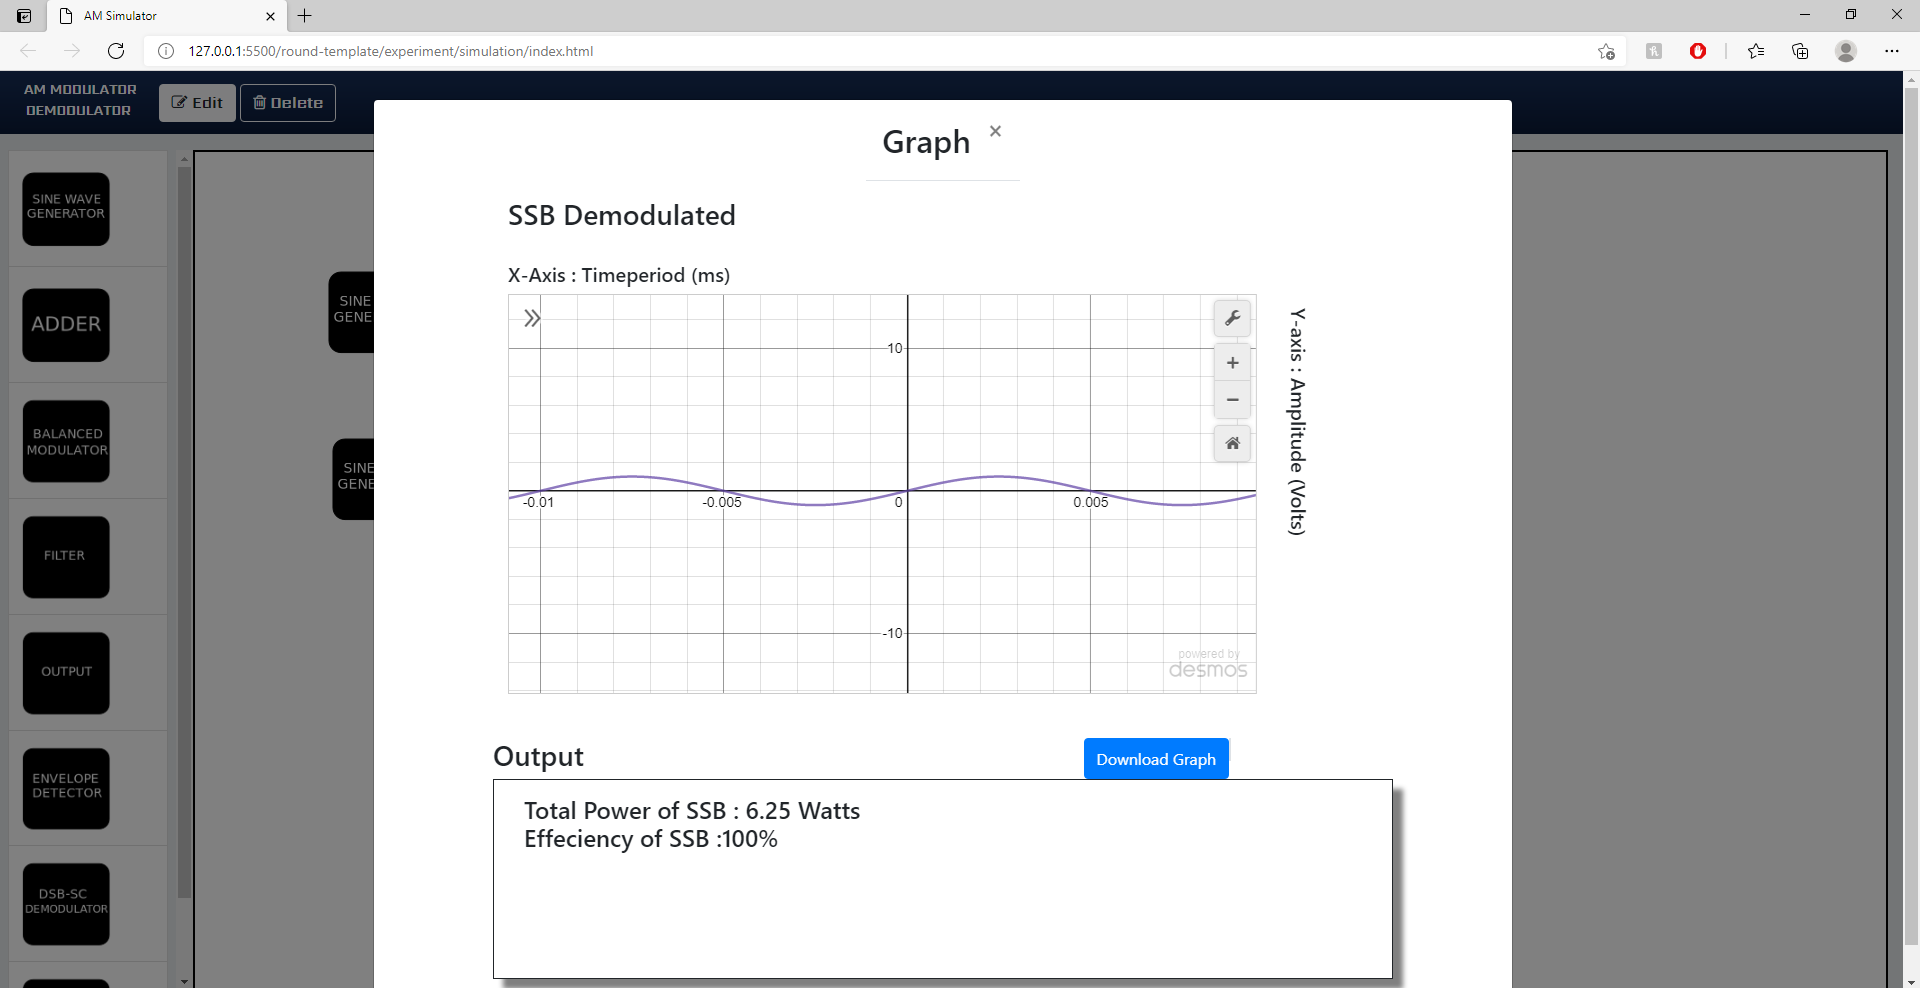 AM Simulator
127.0.0.1:5500/round-template/experiment/simulation/index.html
AM MODULATOR
DEMODULATOR
Edit
Delete
SINE WAVE
GENERATOR
ADDER
BALANCED
MODULATOR
FILTER
OUTPUT
ENVELOPE
DETECTOR
DSB-SC
DEMODULATOR
SINE
GENE
SINE
GENE
Graph ×
SSB Demodulated
X-Axis : Timeperiod (ms)
10
-0.01
-0.005
0
0.005
-10
powered by
desmos
Y-axis : Amplitude (Volts)
Output
Download Graph
Total Power of SSB : 6.25 Watts
Effeciency of SSB :100%